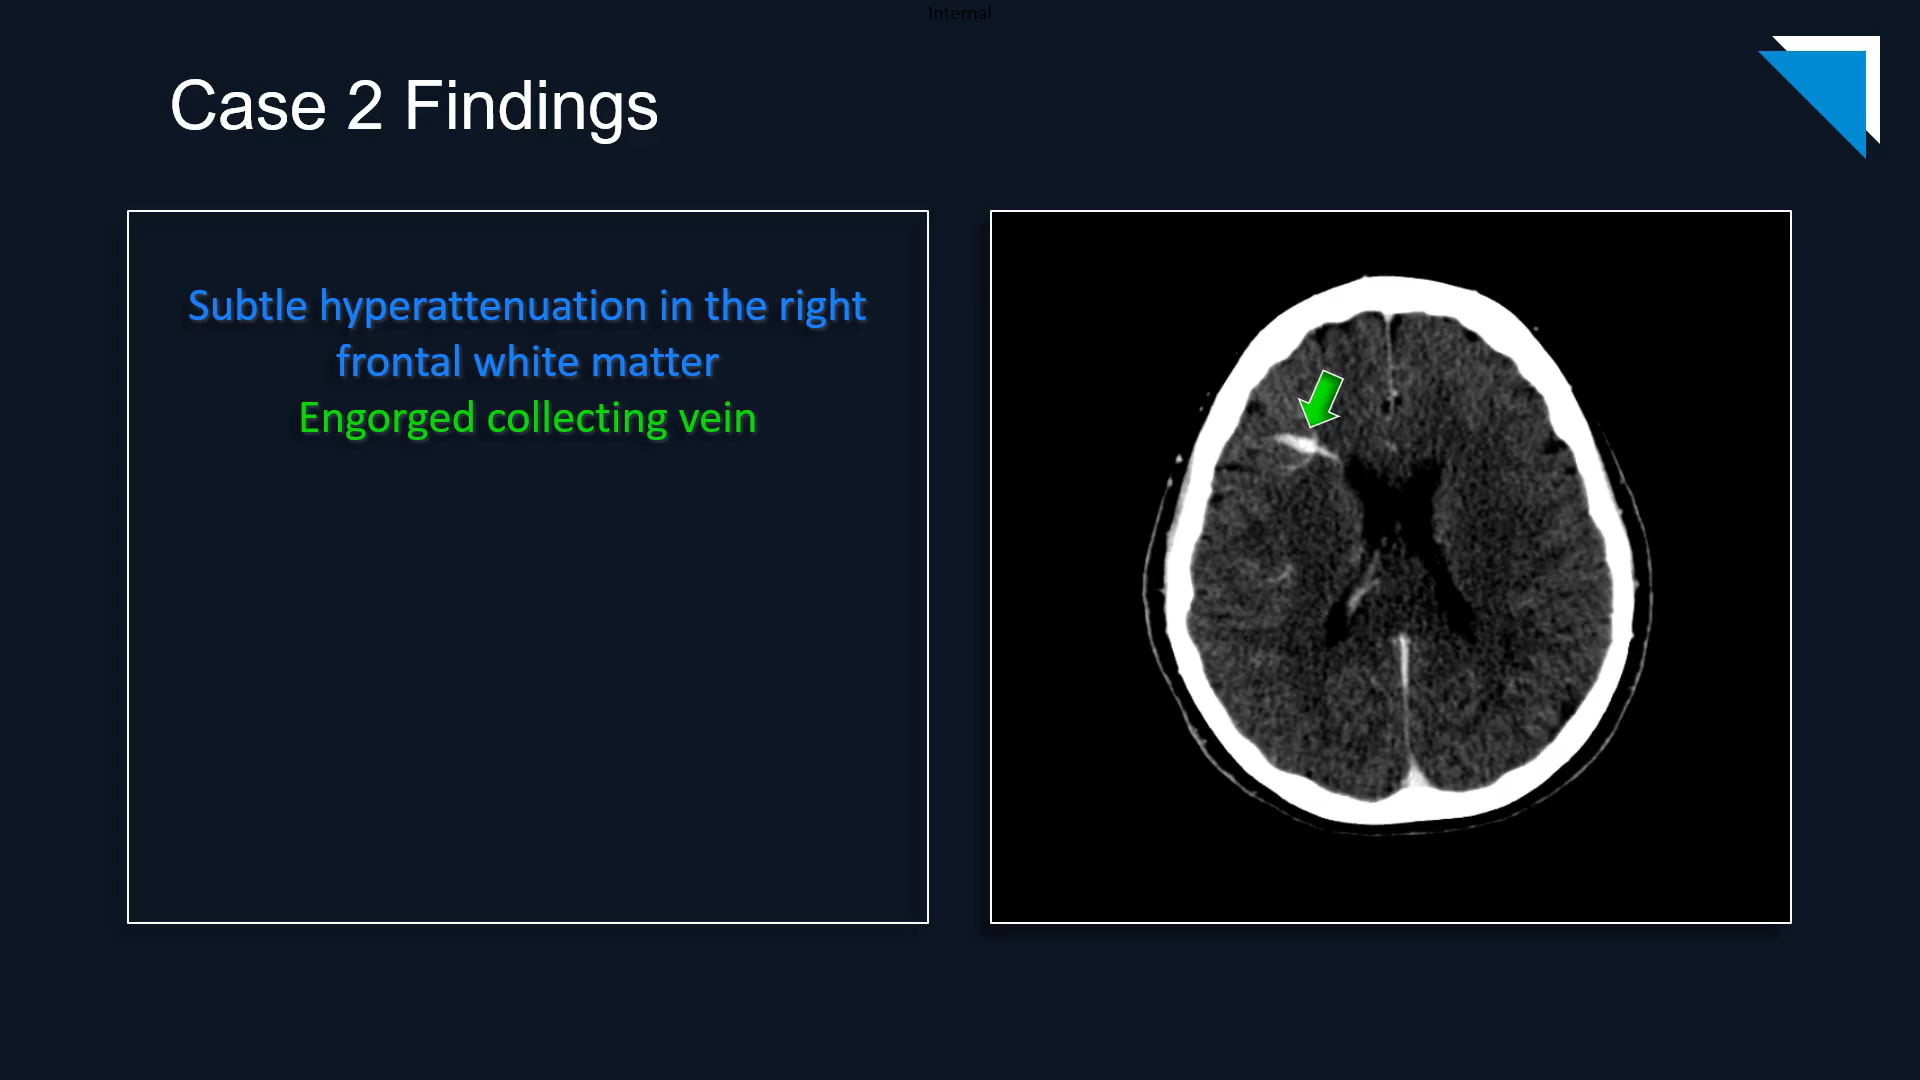 Internal
Case 2 Findings
Subtle hyperattenuation in the right
frontal white matter
Engorged collecting vein